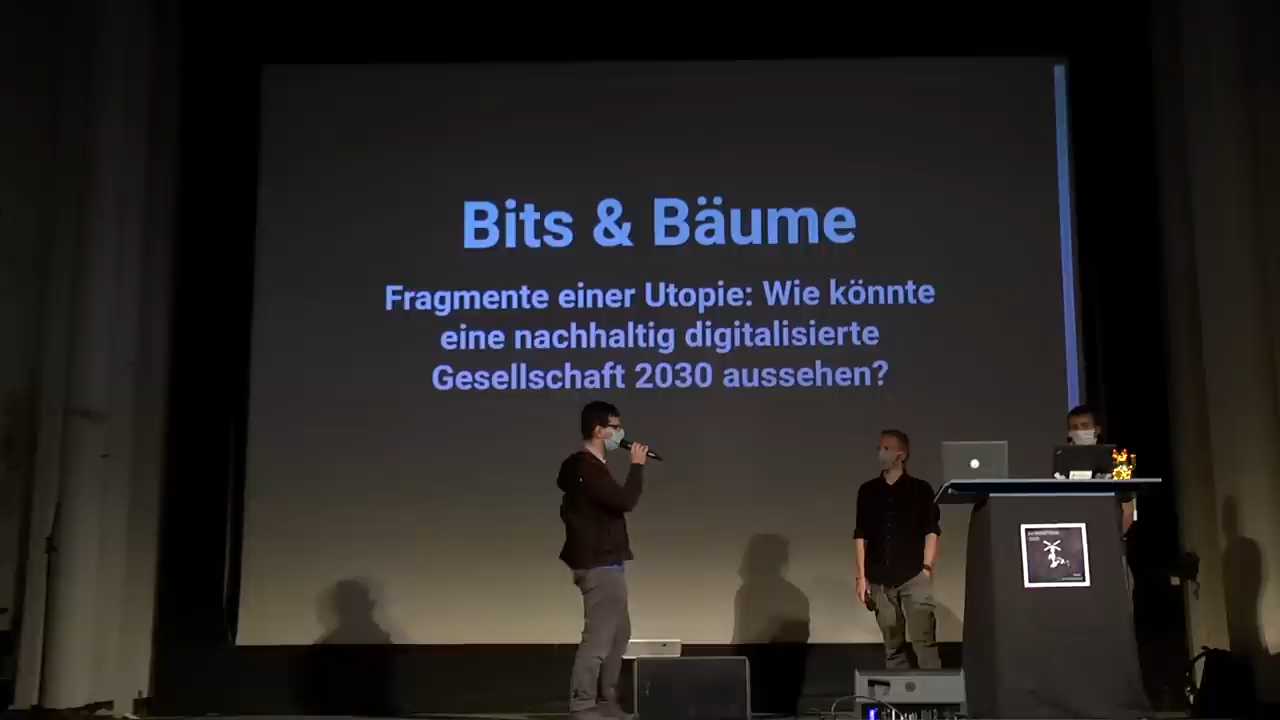 Bits & Bäume
Fragmente einer Utopie: Wie könnte
eine nachhaltig digitalisierte
Gesellschaft 2030 aussehen?